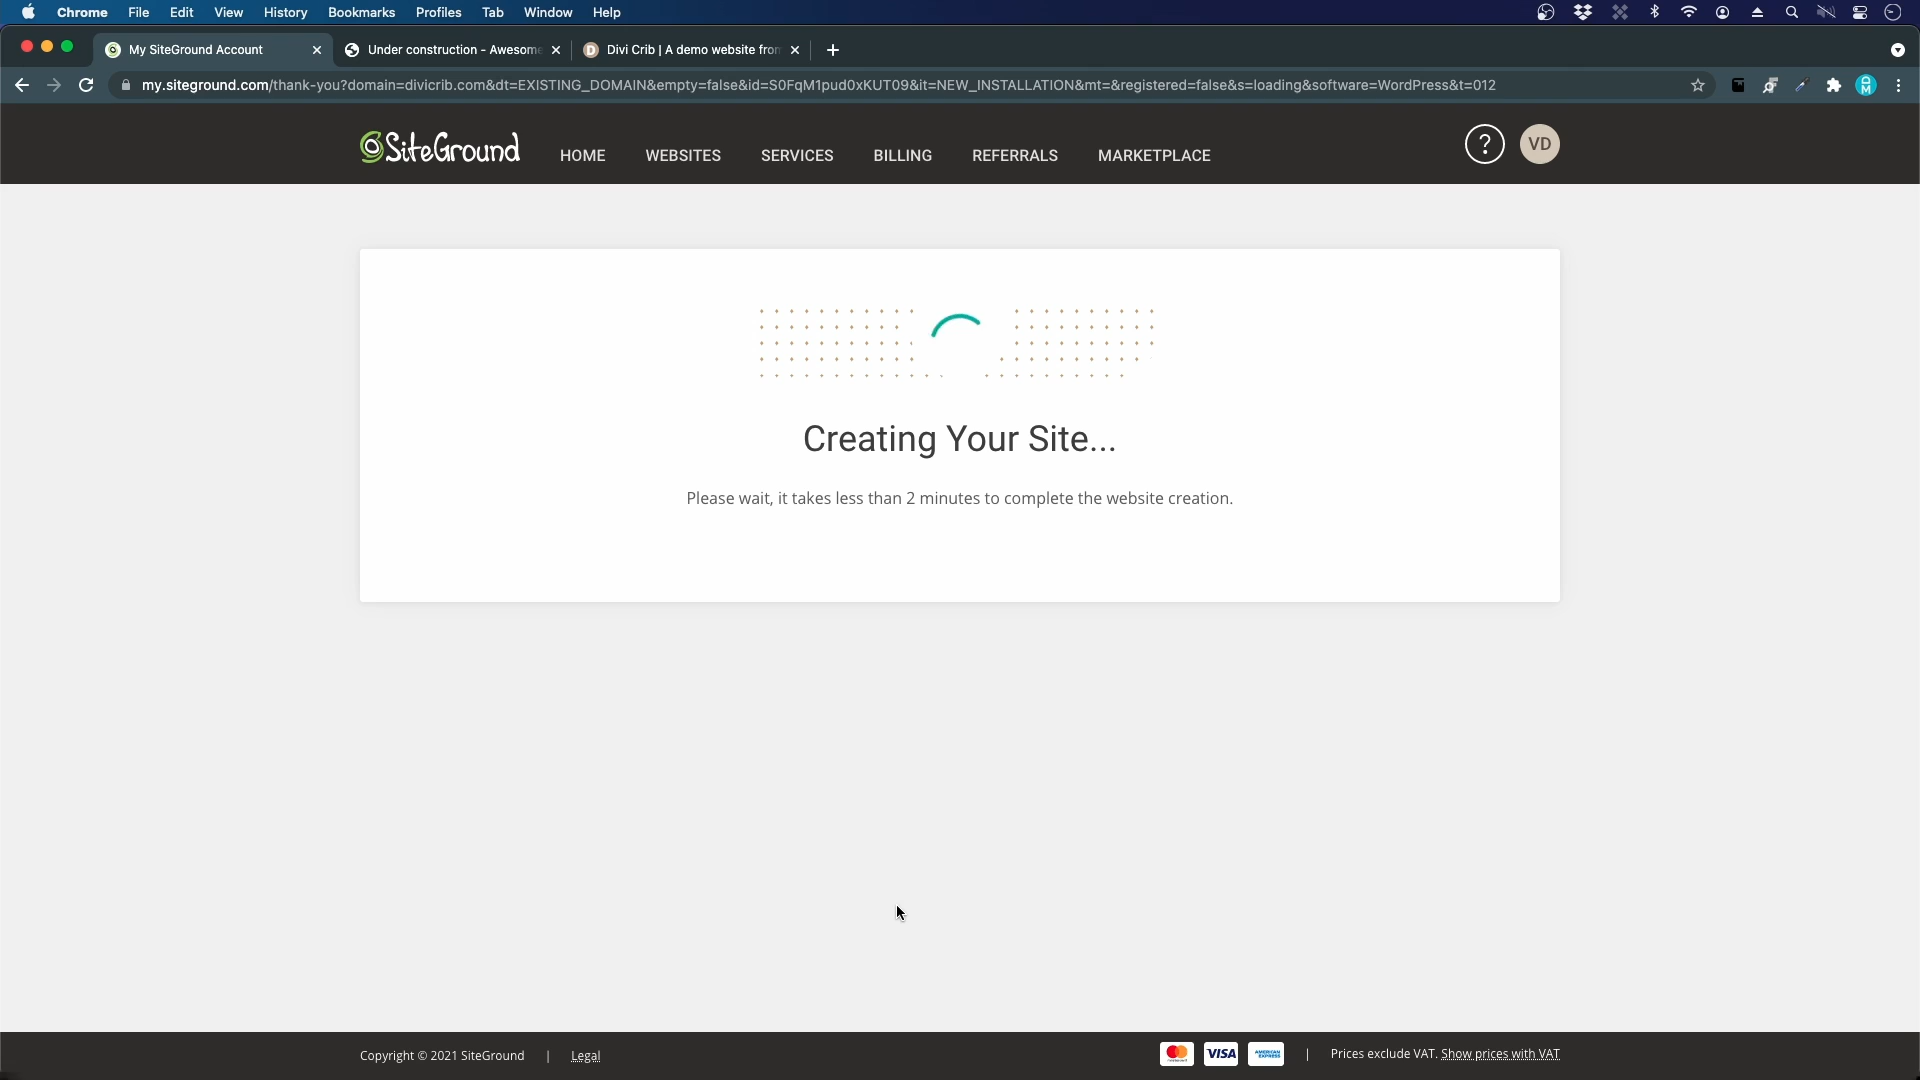 Chrome File Edit View History Bookmarks Profiles Tab Window Help
My SiteGround Account
Under construction - Awesome
Divi Crib | A demo website from
my.siteground.com/thank-you?domain=divicrib.com&dt=EXISTING_DOMAIN&empty=false&id=S0FqM1pud0xKUT09&it=NEW_INSTALLATION&mt=&registered=false&s=loading&software=WordPress&t=012
DM
SiteGround HOME WEBSITES SERVICES BILLING REFERRALS MARKETPLACE ? VD
Creating Your Site...
Please wait, it takes less than 2 minutes to complete the website creation.
Copyright © 2021 SiteGround | Legal
VISA AMERICAN EXPRESS | Prices exclude VAT. Show prices with VAT